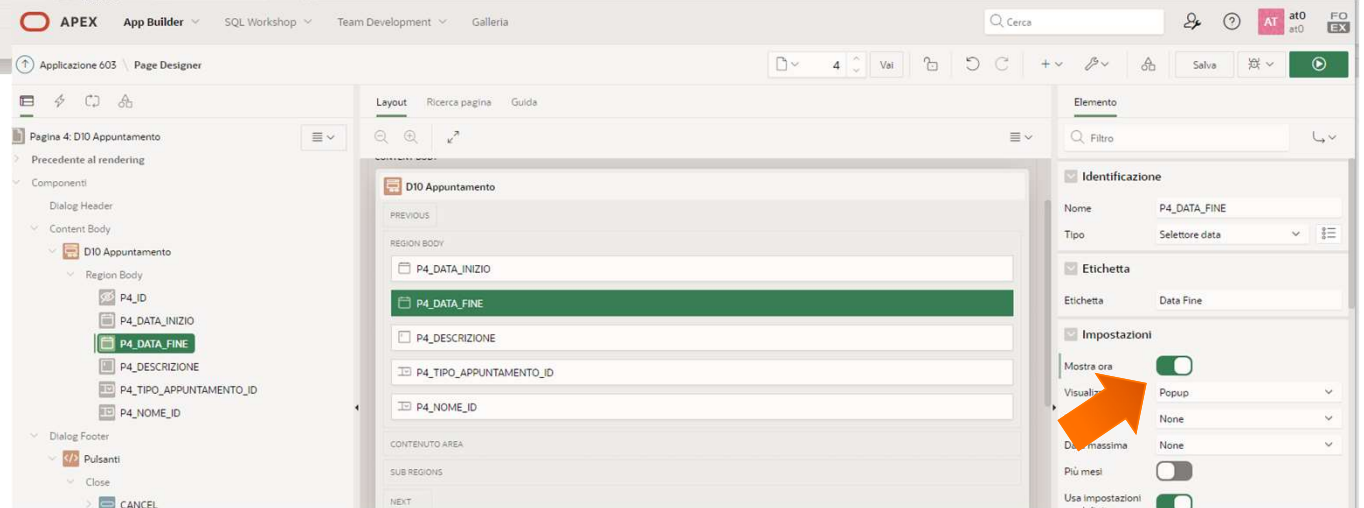 APEX App Builder SQL Workshop Team Development Galleria Cerca AT at0 at0 FO EX
Applicazione 603 \ Page Designer 4 Vai Salva
Layout Ricerca pagina Guida
Elemento
Pagina 4: D10 Appuntamento
Precedente al rendering
Componenti
Dialog Header
Content Body
D10 Appuntamento
Region Body
P4_ID
P4_DATA_INIZIO
P4_DATA_FINE
P4_DESCRIZIONE
P4_TIPO_APPUNTAMENTO_ID
P4_NOME_ID
Dialog Footer
Pulsanti
Close
CANCEL
CONTENT BODY
D10 Appuntamento
PREVIOUS
REGION BODY
P4_DATA_INIZIO
P4_DATA_FINE
P4_DESCRIZIONE
P4_TIPO_APPUNTAMENTO_ID
P4_NOME_ID
CONTENUTO AREA
SUB REGIONS
NEXT
Filtro
Identificazione
Nome P4_DATA_FINE
Tipo Selettore data
Etichetta
Etichetta Data Fine
Impostazioni
Mostra ora
Popup
None
massima None
Più mesi
Usa impostazioni